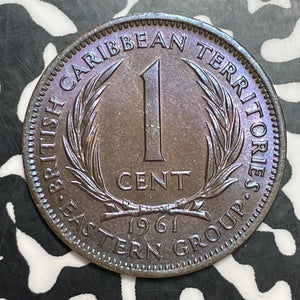 BRITISH CARIBBEAN TERRITORIES
· EASTERN GROUP ·
1
CENT
1961